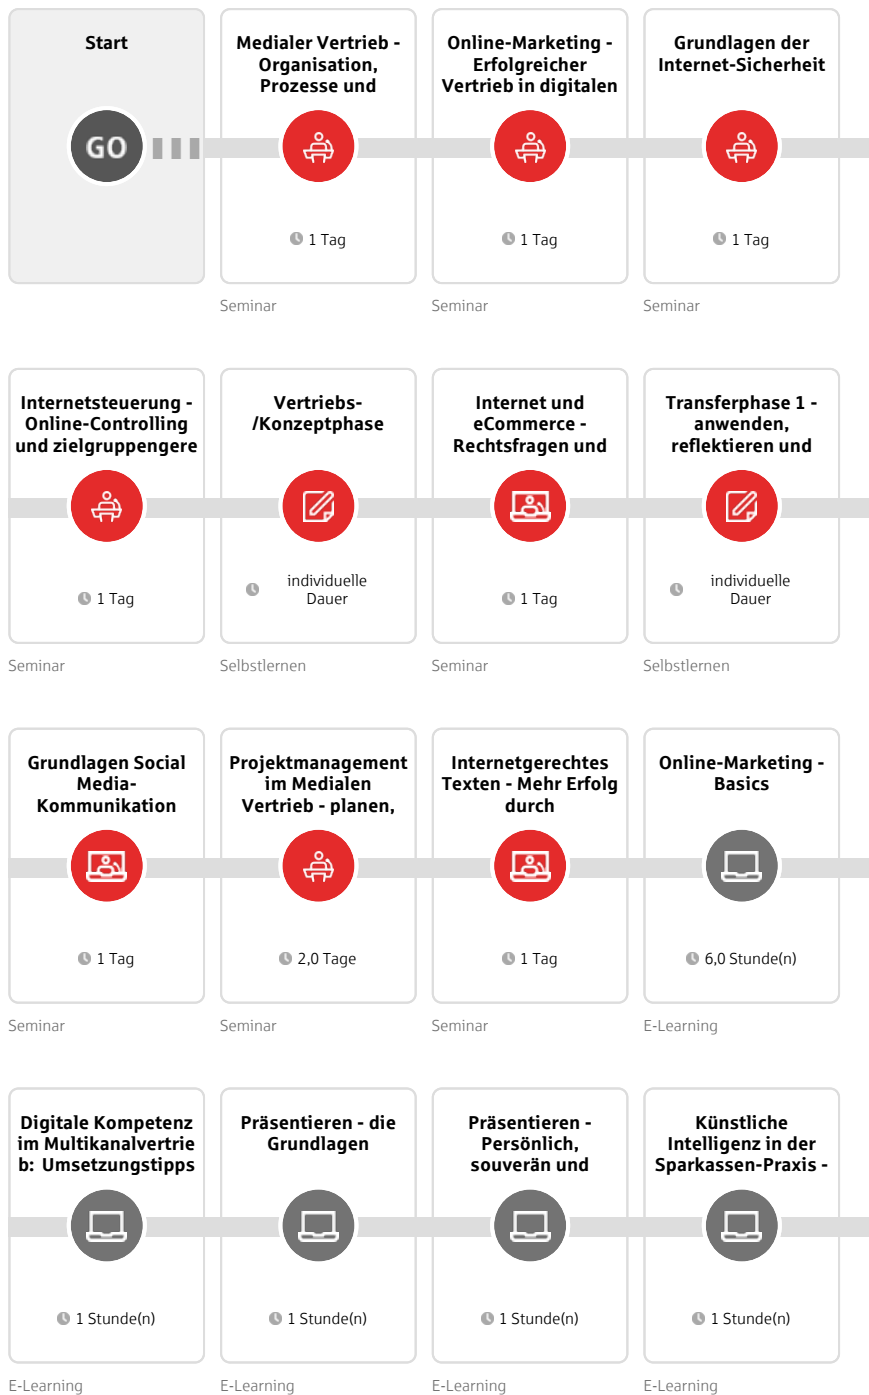 Start
GO
Medialer Vertrieb -
Organisation,
Prozesse und
1 Tag
Seminar
Online-Marketing -
Erfolgreicher
Vertrieb in digitalen
1 Tag
Seminar
Grundlagen der
Internet-Sicherheit
1 Tag
Seminar
Internetsteuerung -
Online-Controlling
und zielgruppengere
1 Tag
Seminar
Vertriebs-
/Konzeptphase
individuelle
Dauer
Selbstlernen
Internet und
eCommerce -
Rechtsfragen und
1 Tag
Seminar
Transferphase 1 -
anwenden,
reflektieren und
individuelle
Dauer
Selbstlernen
Grundlagen Social
Media-
Kommunikation
1 Tag
Seminar
Projektmanagement
im Medialen
Vertrieb - planen,
2,0 Tage
Seminar
Internetgerechtes
Texten - Mehr Erfolg
durch
1 Tag
Seminar
Online-Marketing -
Basics
6,0 Stunde(n)
E-Learning
Digitale Kompetenz
im Multikanalvertrie
b: Umsetzungstipps
1 Stunde(n)
E-Learning
Präsentieren - die
Grundlagen
1 Stunde(n)
E-Learning
Präsentieren -
Persönlich,
souverän und
1 Stunde(n)
E-Learning
Künstliche
Intelligenz in der
Sparkassen-Praxis -
1 Stunde(n)
E-Learning